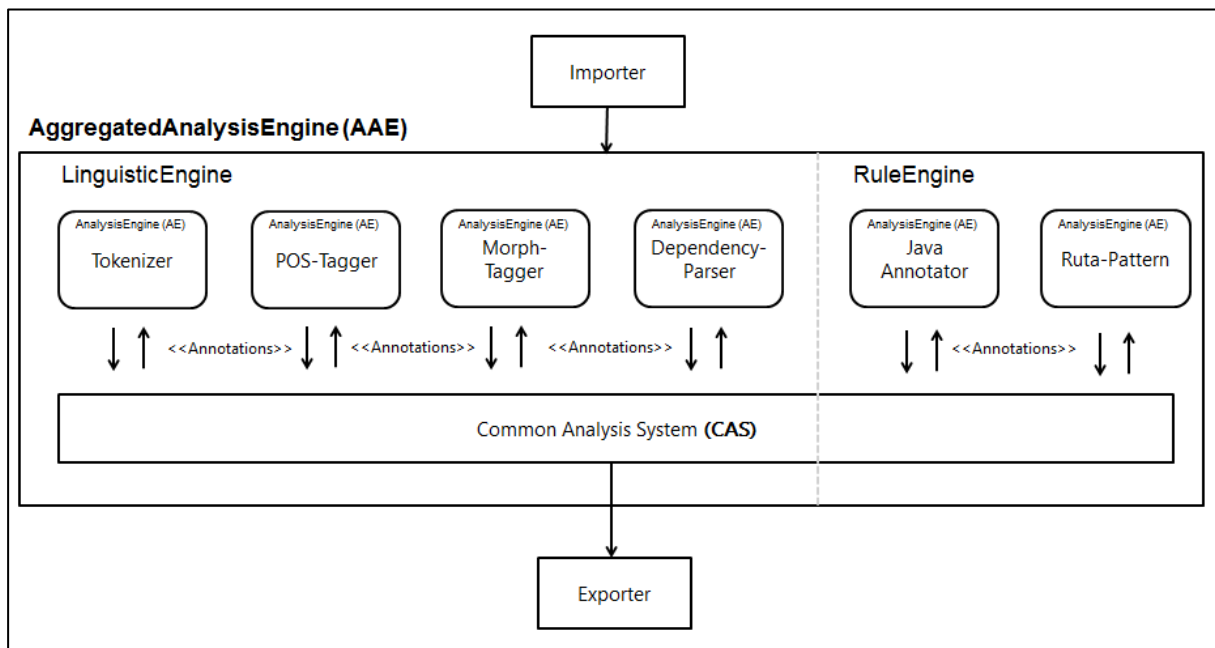 Importer
AggregatedAnalysisEngine (AAE)
LinguisticEngine
RuleEngine
AnalysisEngine (AE)
Tokenizer
AnalysisEngine (AE)
POS-Tagger
AnalysisEngine (AE)
Morph-
Tagger
AnalysisEngine (AE)
Dependency-
Parser
AnalysisEngine (AE)
Java
Annotator
AnalysisEngine (AE)
Ruta-Pattern
<<Annotations>>
<<Annotations>>
<<Annotations>>
<<Annotations>>
Common Analysis System (CAS)
Exporter